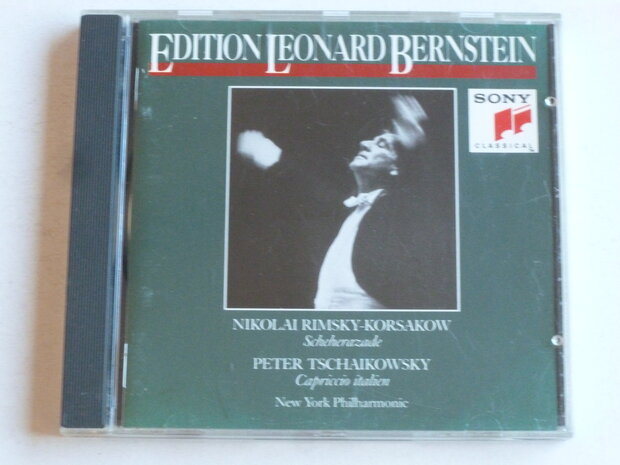 EDITION LEONARD BERNSTEIN
SONY
CLASSICAL
NIKOLAI RIMSKY-KORSAKOW
Scheherazade
PETER TSCHAIKOWSKY
Capriccio italien
New York Philharmonic